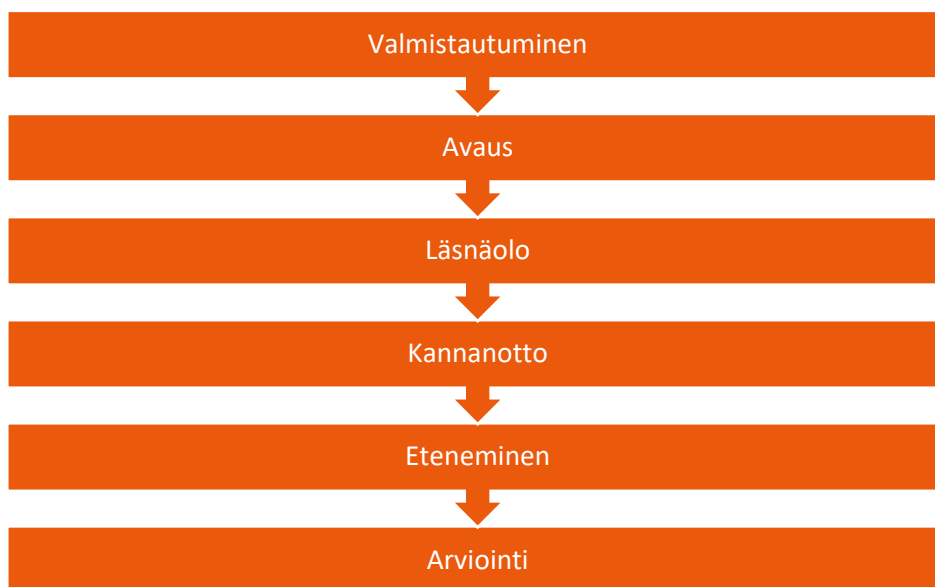 Valmistautuminen
Avaus
Läsnäolo
Kannanotto
Eteneminen
Arviointi